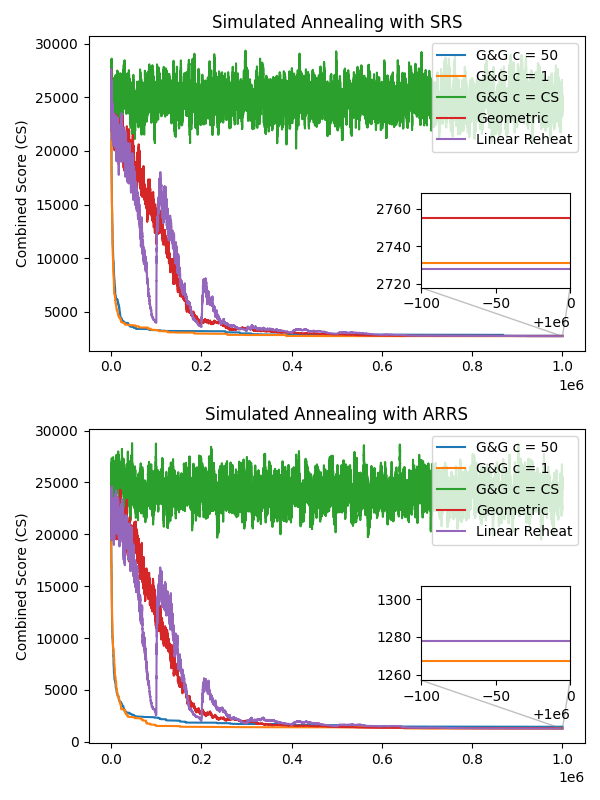 Simulated Annealing with SRS
30000
25000
20000
15000
10000
5000
Combined Score (CS)
G&G c = 50
G&G c = 1
G&G c = CS
Geometric
Linear Reheat
2760
2740
2720
−100 −50 0
+1e6
0.0 0.2 0.4 0.6 0.8 1.0
1e6
Simulated Annealing with ARRS
30000
25000
20000
15000
10000
5000
0
Combined Score (CS)
G&G c = 50
G&G c = 1
G&G c = CS
Geometric
Linear Reheat
1300
1280
1260
−100 −50 0
+1e6
0.0 0.2 0.4 0.6 0.8 1.0
1e6